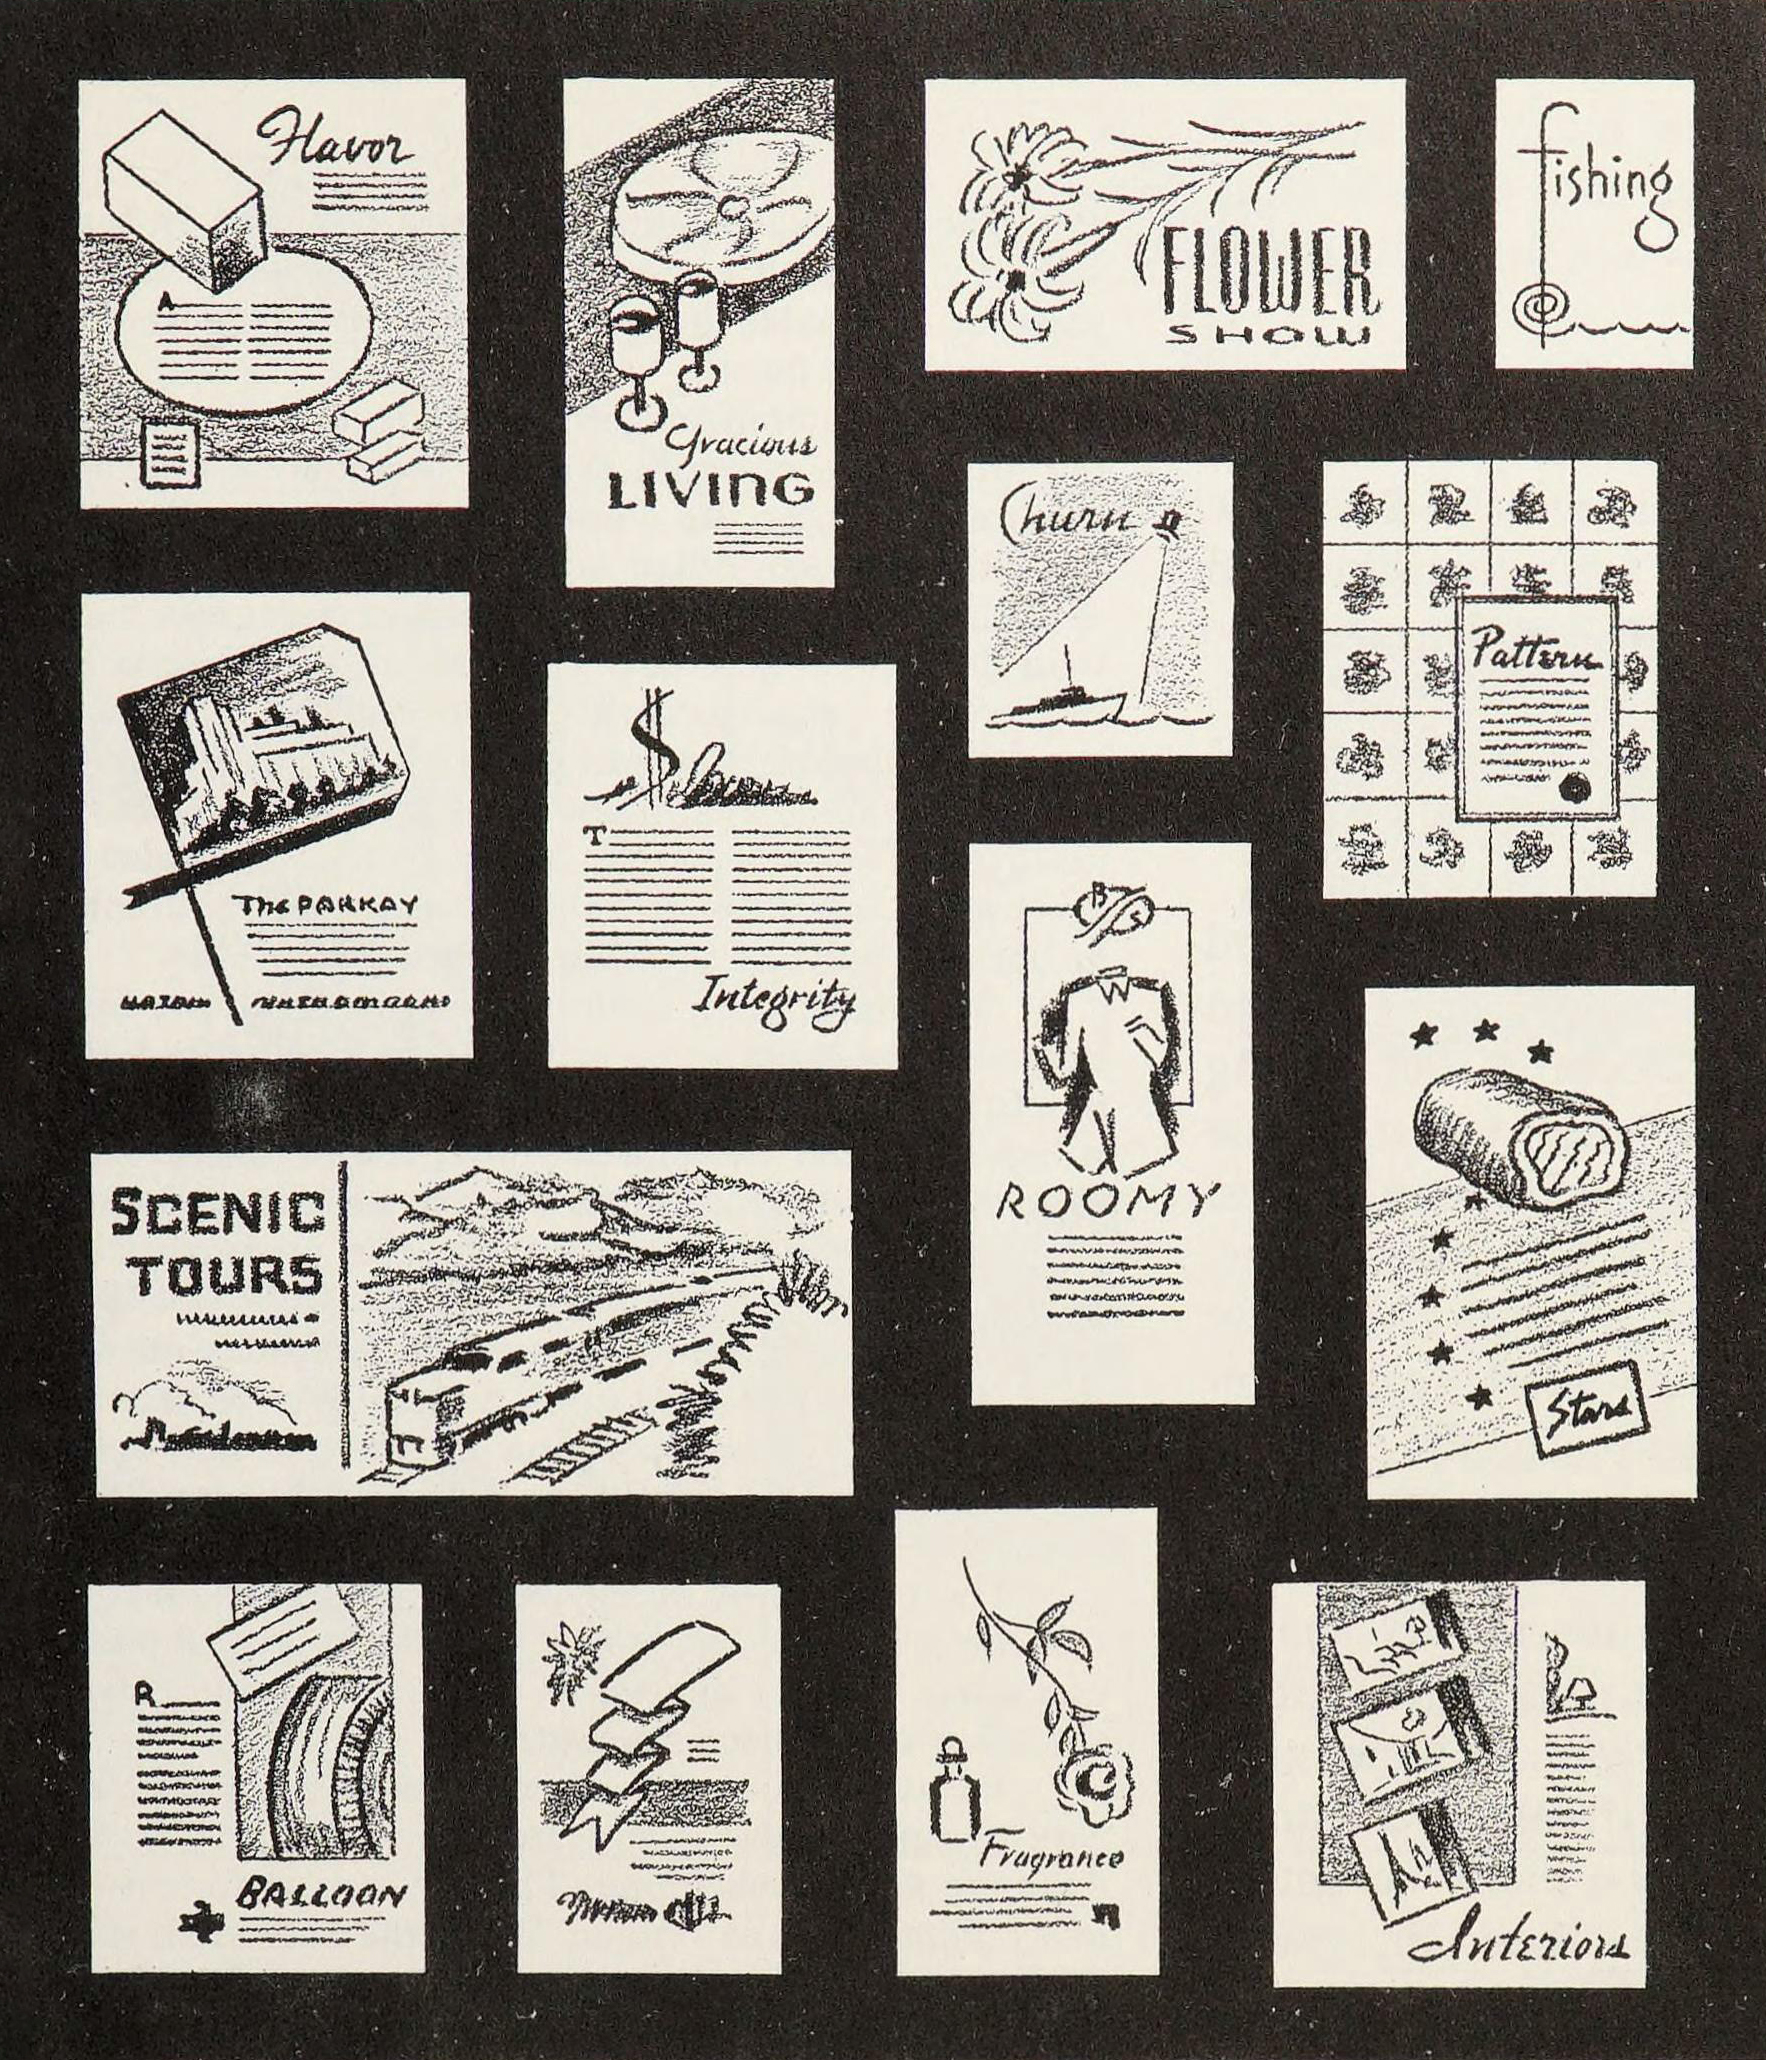 Flavor
A
Gracious
LIVING
FLOWER
SHOW
fishing
Churn
Pattern
The PARKAY
$
T
Integrity
B
S
ROOMY
SCENIC
TOURS
Stars
R
BALLOON
Fragrance
Interiors